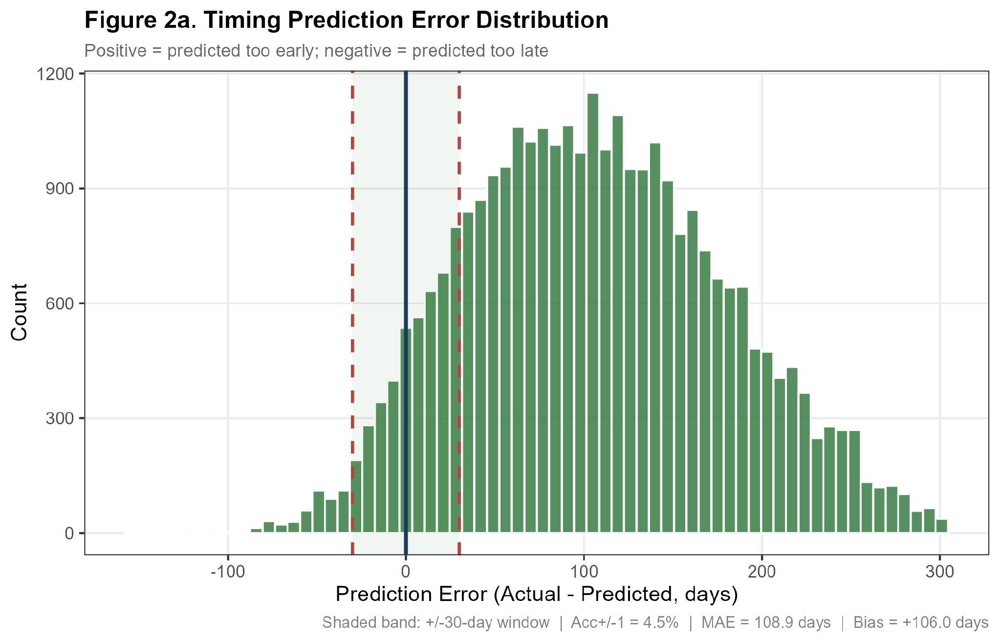 Figure 2a. Timing Prediction Error Distribution
Positive = predicted too early; negative = predicted too late
1200
900
600
300
0
Count
-100 0 100 200 300
Prediction Error (Actual - Predicted, days)
Shaded band: +/-30-day window | Acc+/-1 = 4.5% | MAE = 108.9 days | Bias = +106.0 days